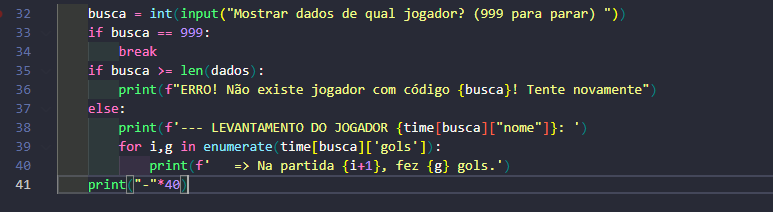 32 busca = int(input("Mostrar dados de qual jogador? (999 para parar) "))
33 if busca == 999:
34 break
35 if busca >= len(dados):
36 print(f"ERRO! Não existe jogador com código {busca}! Tente novamente")
37 else:
38 print(f'--- LEVANTAMENTO DO JOGADOR {time[busca]["nome"]}: ')
39 for i,g in enumerate(time[busca]['gols']):
40 print(f'   => Na partida {i+1}, fez {g} gols.')
41 print("-"*40)